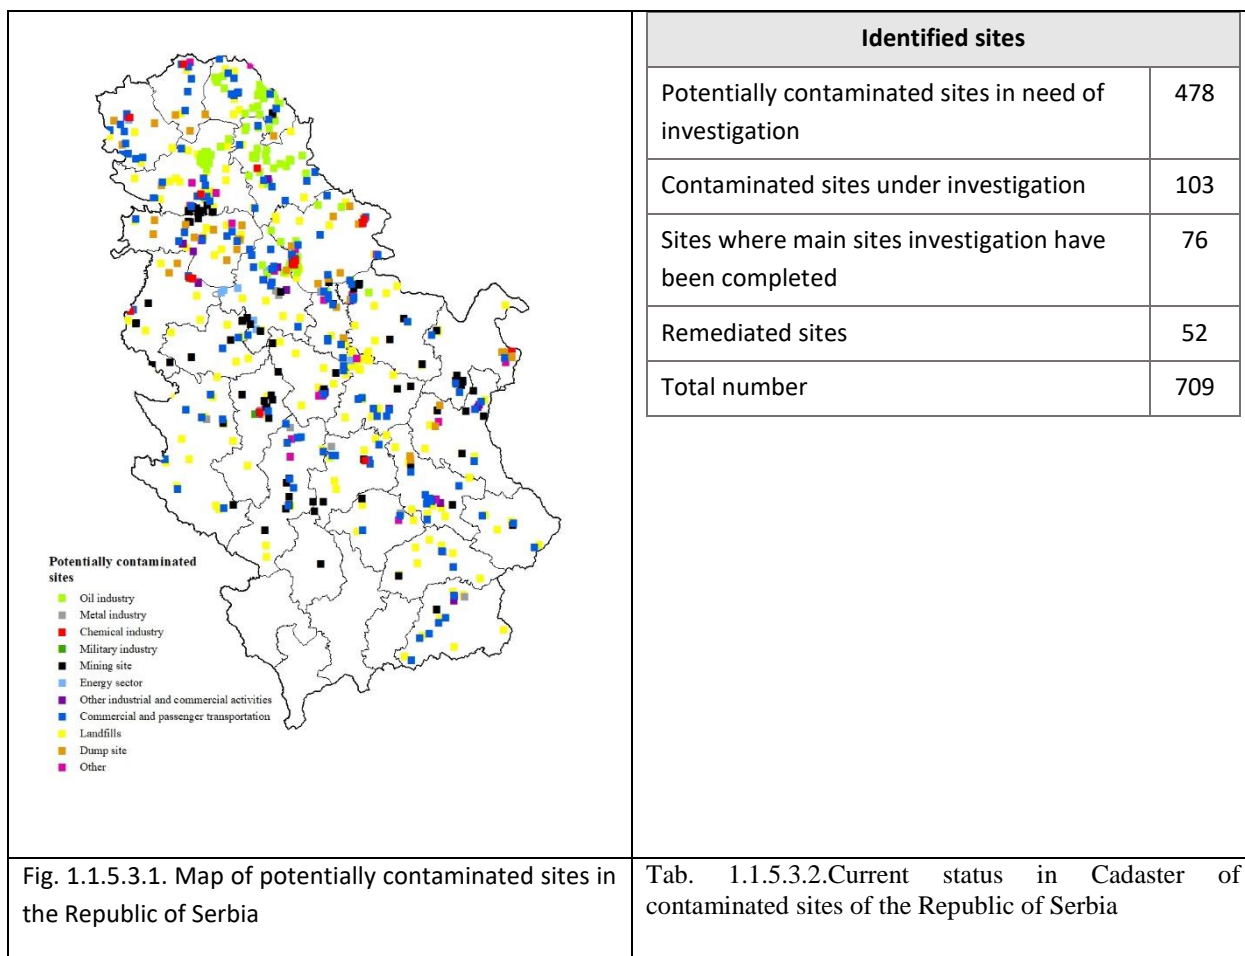 Potentially contaminated
sites
Oil industry
Metal industry
Chemical industry
Military industry
Mining site
Energy sector
Other industrial and commercial activities
Commercial and passenger transportation
Landfills
Dump site
Other
Identified sites
Potentially contaminated sites in need of 478
investigation
Contaminated sites under investigation 103
Sites where main sites investigation have 76
been completed
Remediated sites 52
Total number 709
Fig. 1.1.5.3.1. Map of potentially contaminated sites in
the Republic of Serbia
Tab. 1.1.5.3.2.Current status in Cadaster of
contaminated sites of the Republic of Serbia